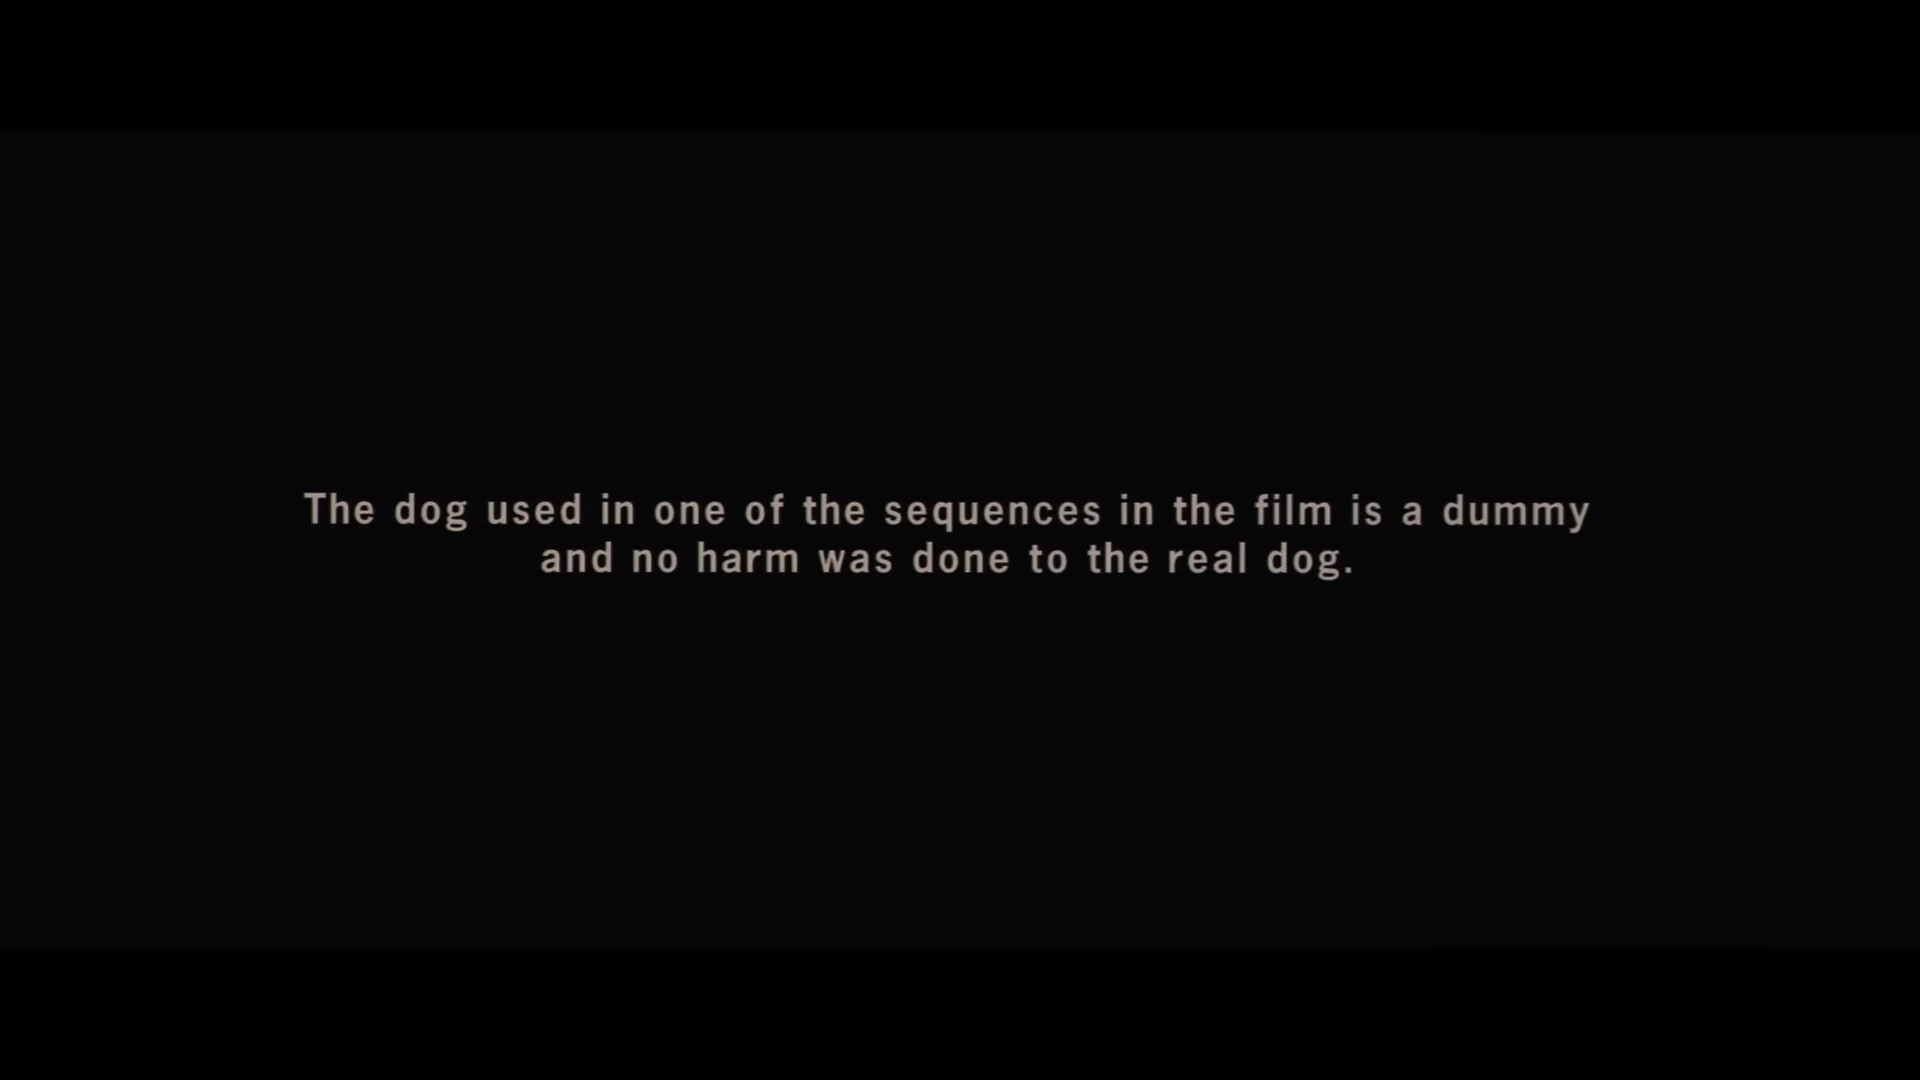 The dog used in one of the sequences in the film is a dummy
and no harm was done to the real dog.